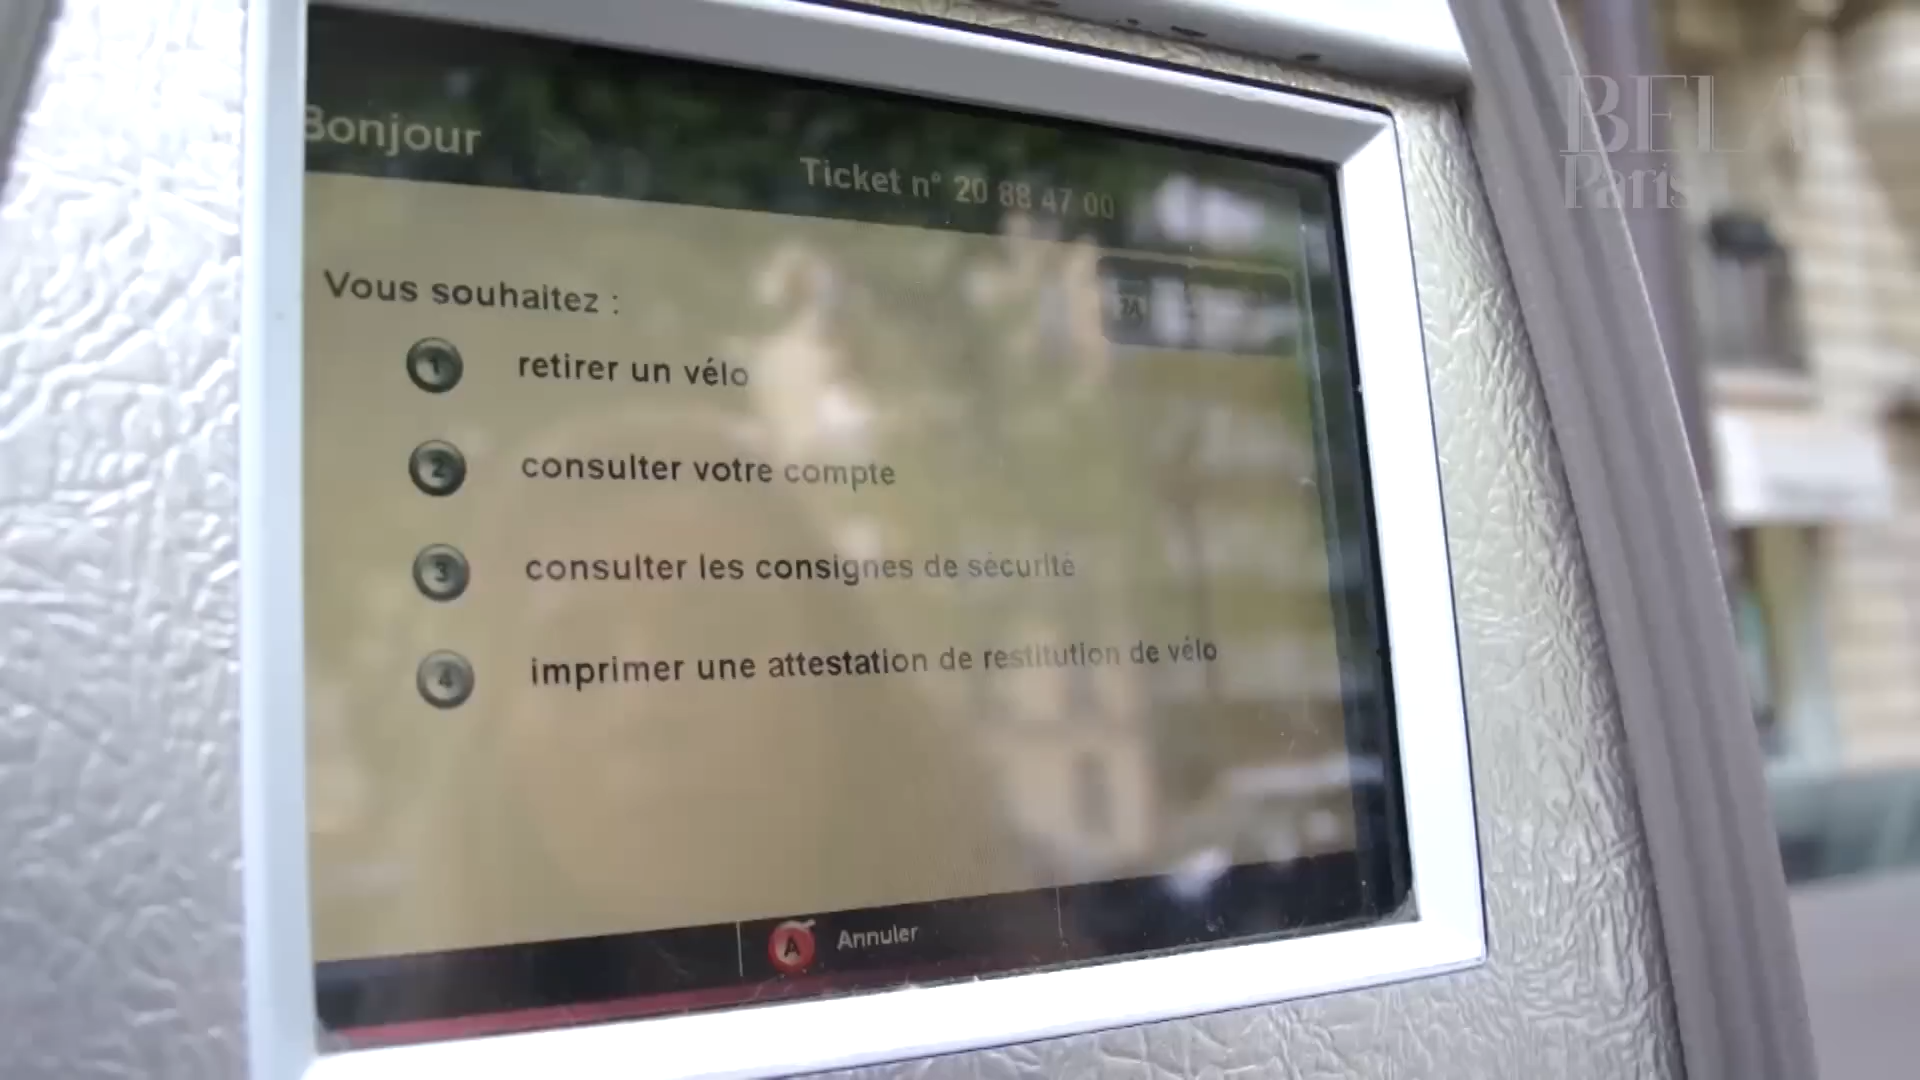 BELA
Paris
Bonjour
Ticket n° 20 88 47 00
Vous souhaitez :
1 retirer un vélo
2 consulter votre compte
3 consulter les consignes de sécurité
4 imprimer une attestation de restitution de vélo
A Annuler